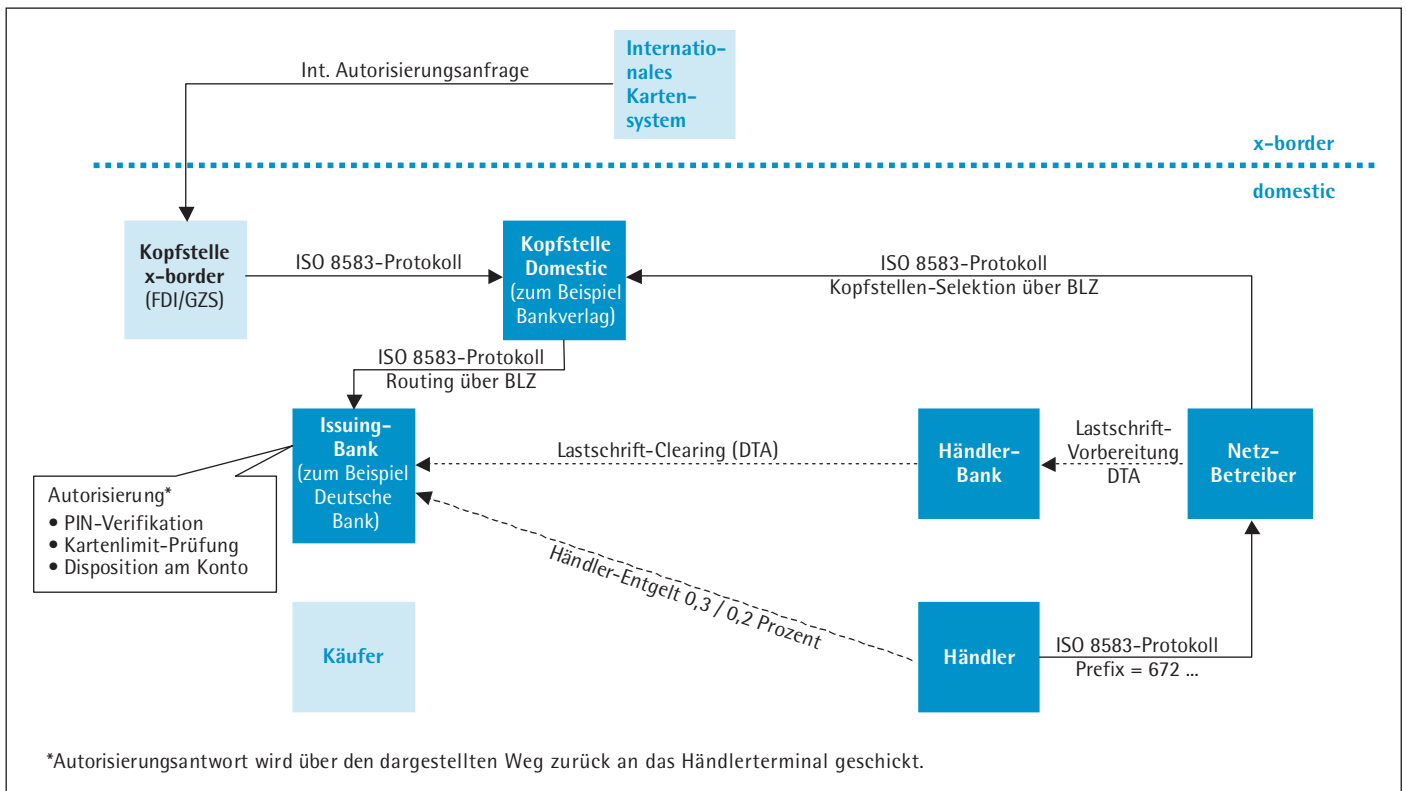 Internatio-
nales
Karten-
system
Int. Autorisierungsanfrage
x-border
domestic
Kopfstelle
x-border
(FDI/GZS)
ISO 8583-Protokoll
Kopfstelle
Domestic
(zum Beispiel
Bankverlag)
ISO 8583-Protokoll
Kopfstellen-Selektion über BLZ
ISO 8583-Protokoll
Routing über BLZ
Issuing-
Bank
(zum Beispiel
Deutsche
Bank)
Lastschrift-Clearing (DTA)
Händler-
Bank
Lastschrift-
Vorbereitung
DTA
Netz-
Betreiber
Autorisierung*
• PIN-Verifikation
• Kartenlimit-Prüfung
• Disposition am Konto
Händler-Entgelt 0,3 / 0,2 Prozent
Käufer
Händler
ISO 8583-Protokoll
Prefix = 672 ...
*Autorisierungsantwort wird über den dargestellten Weg zurück an das Händlerterminal geschickt.